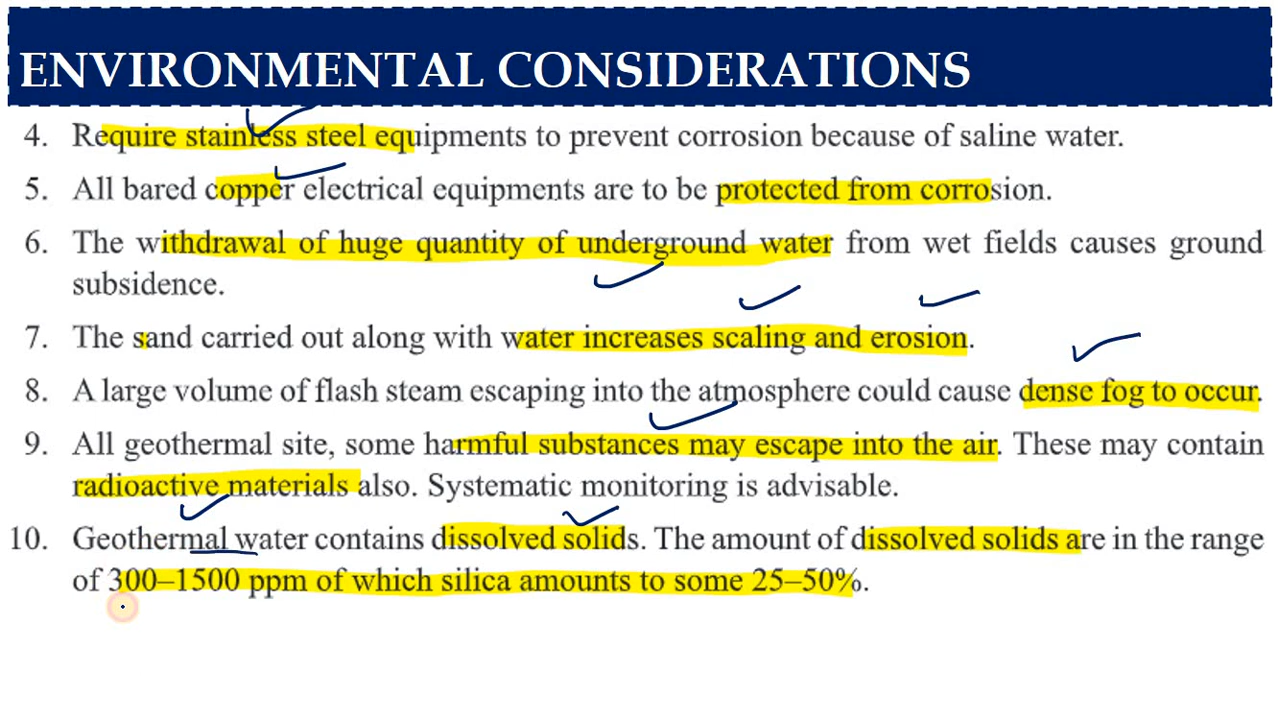 ENVIRONMENTAL CONSIDERATIONS
4. Require stainless steel equipments to prevent corrosion because of saline water.
5. All bared copper electrical equipments are to be protected from corrosion.
6. The withdrawal of huge quantity of underground water from wet fields causes ground
subsidence.
7. The sand carried out along with water increases scaling and erosion.
8. A large volume of flash steam escaping into the atmosphere could cause dense fog to occur.
9. All geothermal site, some harmful substances may escape into the air. These may contain
radioactive materials also. Systematic monitoring is advisable.
10. Geothermal water contains dissolved solids. The amount of dissolved solids are in the range
of 300–1500 ppm of which silica amounts to some 25–50%.